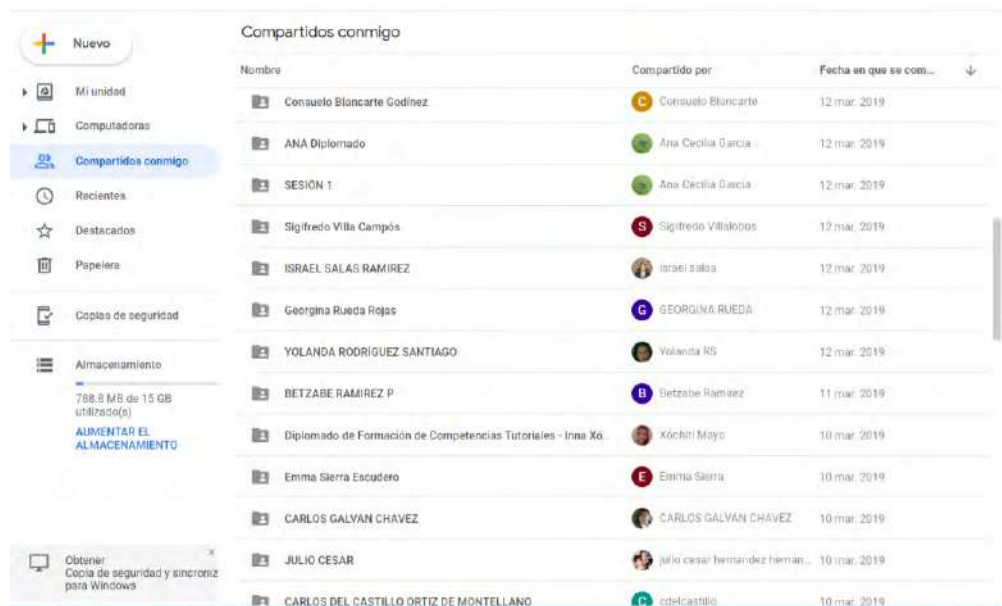 Nuevo
Mi unidad
Computadoras
Compartidos conmigo
Recientes
Destacados
Papelera
Copias de seguridad
Almacenamiento
788.8 MB de 15 GB
utilizado(s)
AUMENTAR EL
ALMACENAMIENTO
Obtener
Copia de seguridad y sincroniz
para Windows
Compartidos conmigo
Nombre Compartido por Fecha en que se com...
Consuelo Blancarte Godínez C Consuelo Blancarte 12 mar. 2019
ANA Diplomado Ana Cecilia Garcia 12 mar. 2019
SESIÓN 1 Ana Cecilia Garcia 12 mar. 2019
Sigifredo Villa Campós S Sigifredo Villalobos 12 mar. 2019
ISRAEL SALAS RAMIREZ israel salas 12 mar. 2019
Georgina Rueda Rojas G GEORGINA RUEDA 12 mar. 2019
YOLANDA RODRÍGUEZ SANTIAGO Yolanda RS 12 mar. 2019
BETZABE RAMIREZ P B Betzabe Ramirez 11 mar. 2019
Diplomado de Formación de Competencias Tutoriales - Inna Xó... Xóchitl Mayo 10 mar. 2019
Emma Sierra Escudero E Emma Sierra 10 mar. 2019
CARLOS GALVAN CHAVEZ CARLOS GALVAN CHAVEZ 10 mar. 2019
JULIO CESAR julio cesar hernandez hernan... 10 mar. 2019
CARLOS DEL CASTILLO ORTIZ DE MONTELLANO C cdelcastillo 10 mar. 2019